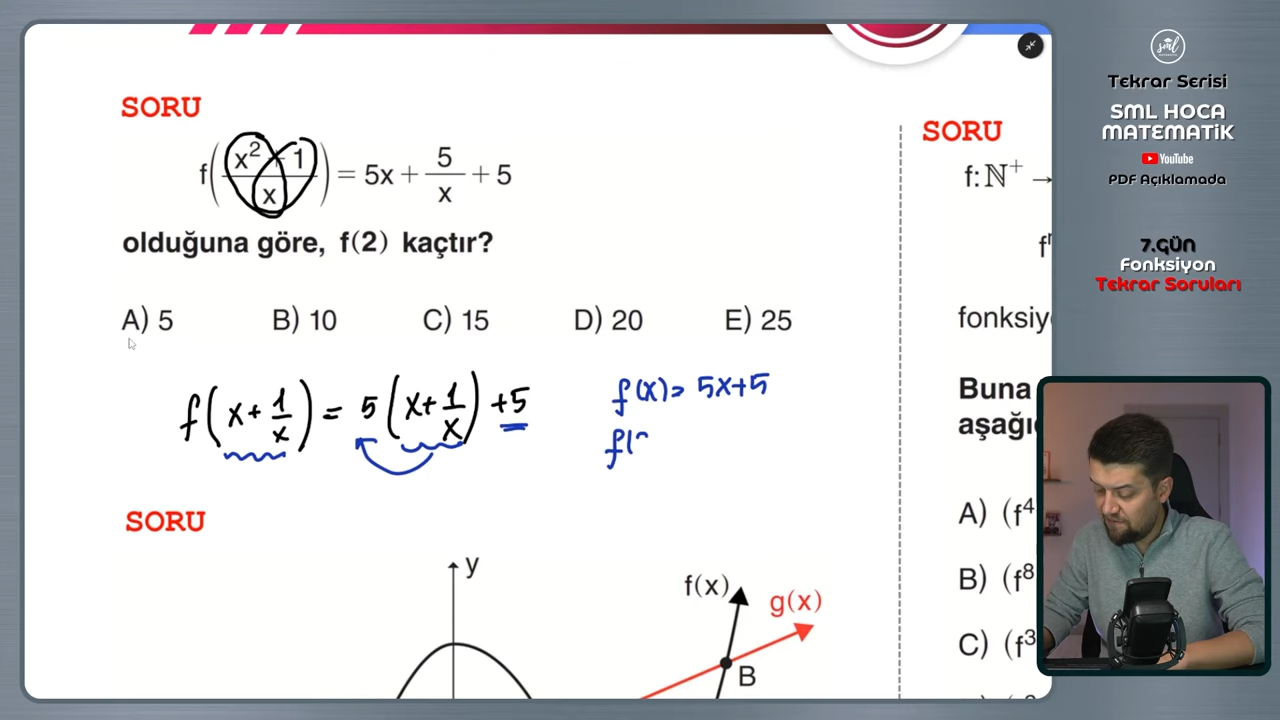 SORU
f(x² + 1 / x) = 5x + 5/x + 5
olduğuna göre, f(2) kaçtır?
A) 5 B) 10 C) 15 D) 20 E) 25
f(x+1/x) = 5(x+1/x)+5
f(x)= 5x+5
f(
SORU
y
f(x)
g(x)
B
SORU
f: N⁺ →
f
fonksiy
Buna
aşağı
A) (f⁴
B) (f⁸
C) (f³
sml
Tekrar Serisi
SML HOCA
MATEMATİK
YouTube
PDF Açıklamada
7.GÜN
Fonksiyon
Tekrar Soruları